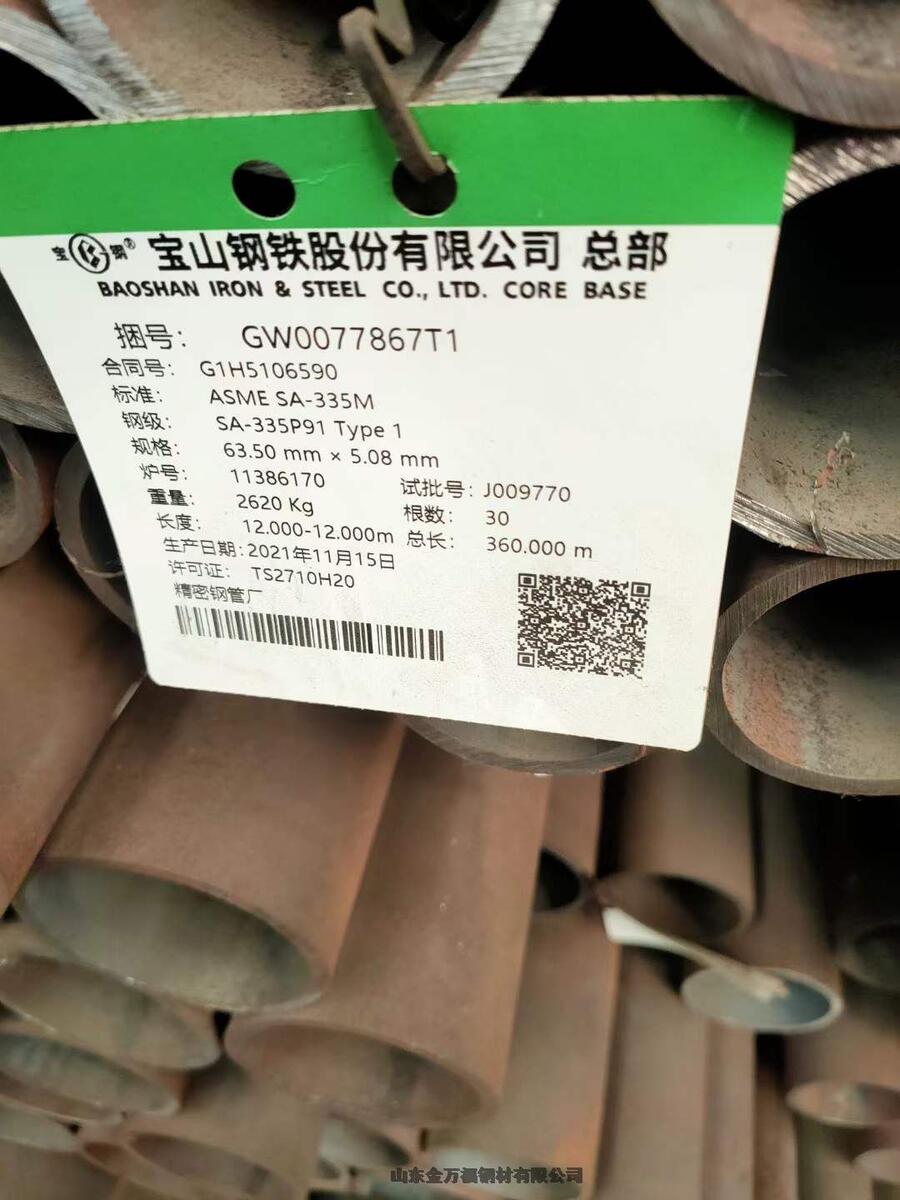 宝 钢® 宝山钢铁股份有限公司 总部
BAOSHAN IRON & STEEL CO., LTD. CORE BASE
捆号: GW0077867T1
合同号: G1H5106590
标准: ASME SA-335M
钢级: SA-335P91 Type 1
规格: 63.50 mm × 5.08 mm
炉号: 11386170 试批号: J009770
重量: 2620 Kg 根数: 30
长度: 12.000-12.000m 总长: 360.000 m
生产日期: 2021年11月15日
许可证: TS2710H20
精密钢管厂
山东金万福钢材有限公司